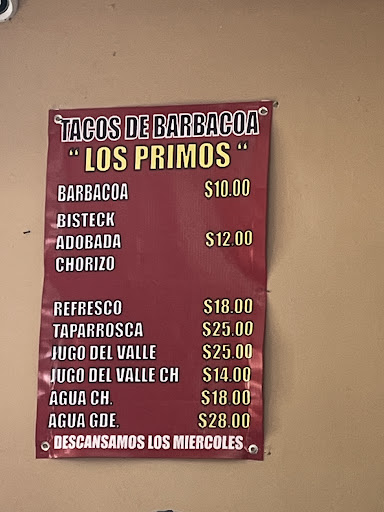 TACOS DE BARBACOA
" LOS PRIMOS "
BARBACOA $10.00
BISTECK
ADOBADA $12.00
CHORIZO
REFRESCO $18.00
TAPARROSCA $25.00
JUGO DEL VALLE $25.00
JUGO DEL VALLE CH $14.00
AGUA CH. $18.00
AGUA GDE. $28.00
DESCANSAMOS LOS MIERCOLES